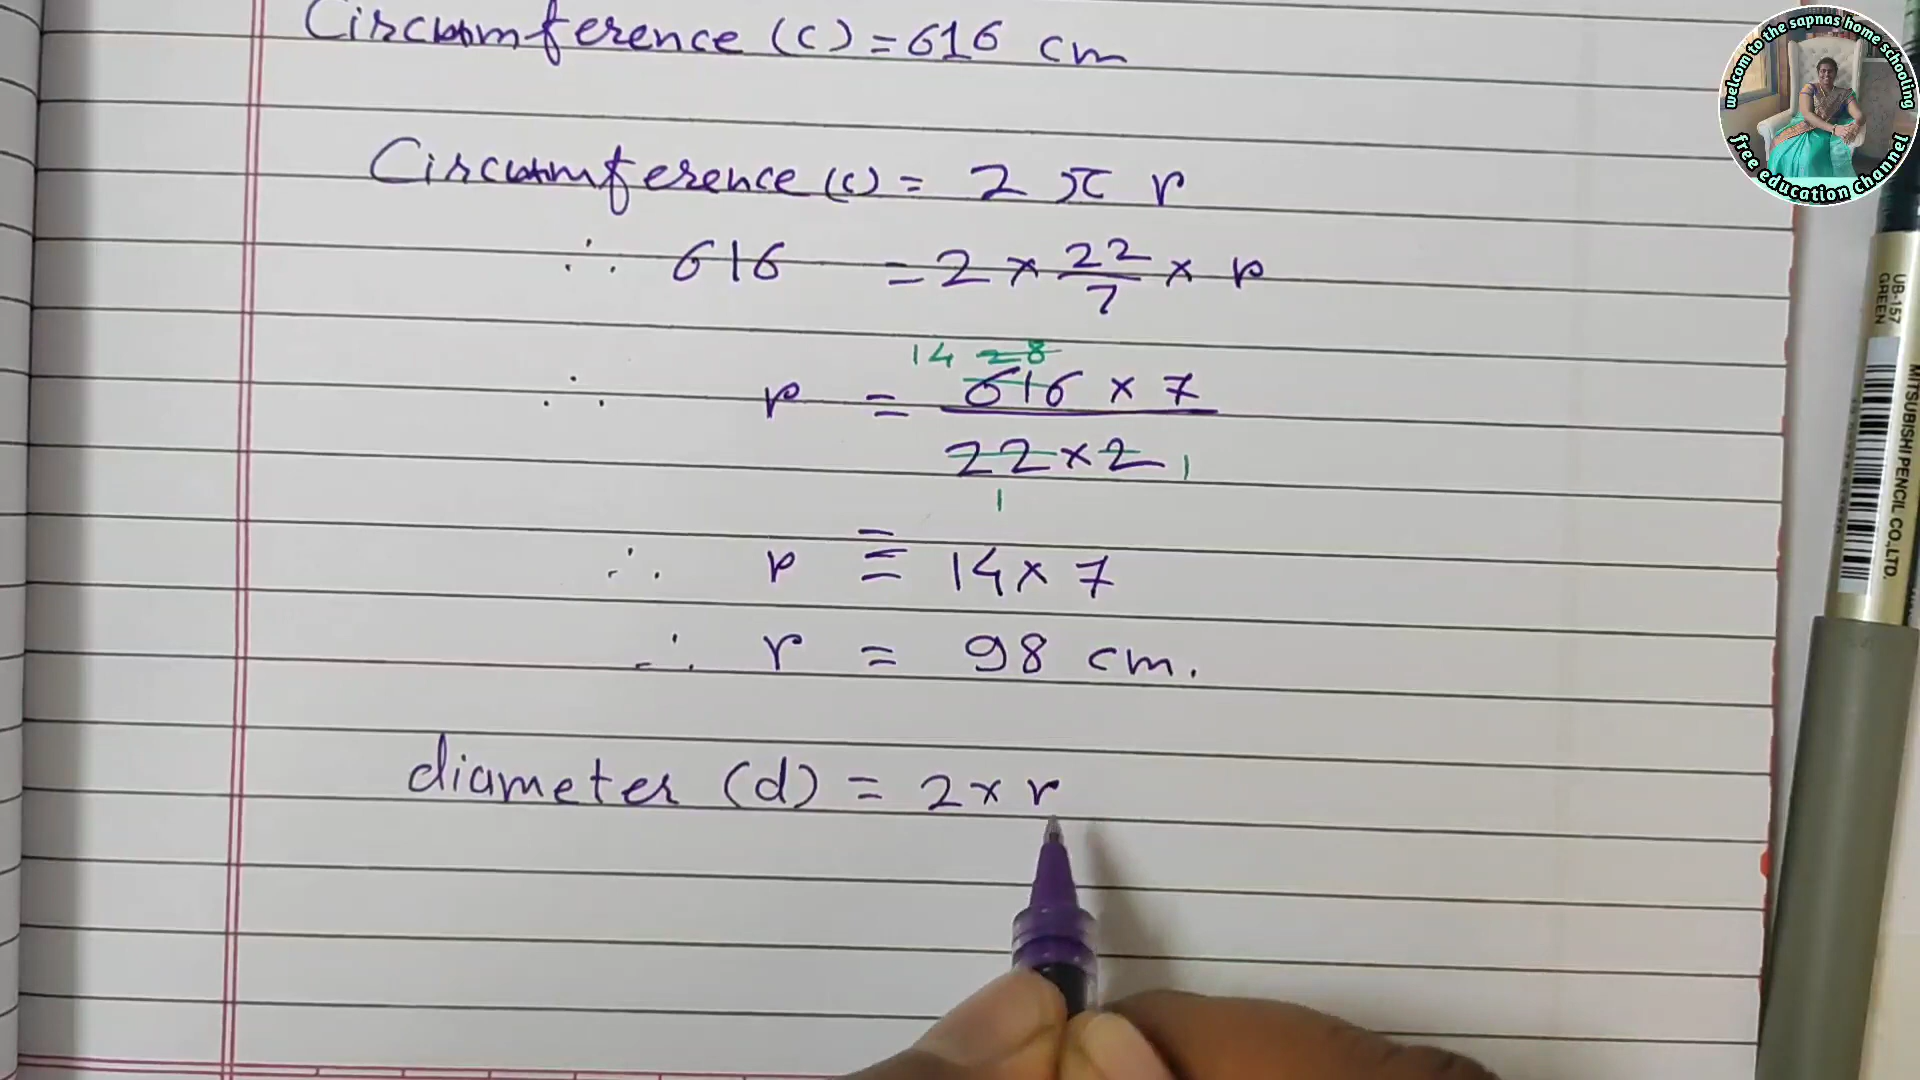 Circumference (C) = 616 cm
Circumference (C) = 2 π r
∴ 616 = 2 × 22/7 × r
14 28
∴ r = 616 × 7
22 × 2 1
1
∴ r = 14 × 7
∴ r = 98 cm.
diameter (d) = 2 × r
welcom to the sapnas home schooling
free education channel
UB-157
GREEN
MITSUBISHI PENCIL CO., LTD.